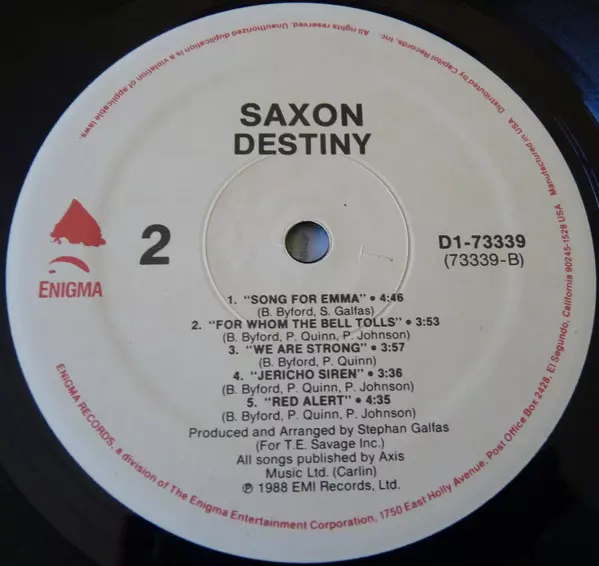 SAXON
DESTINY
2
ENIGMA
D1-73339
(73339-B)
1. "SONG FOR EMMA" • 4:46
(B. Byford, S. Galfas)
2. "FOR WHOM THE BELL TOLLS" • 3:53
(B. Byford, P. Quinn, P. Johnson)
3. "WE ARE STRONG" • 3:57
(B. Byford, P. Quinn)
4. "JERICHO SIREN" • 3:36
(B. Byford, P. Quinn, P. Johnson)
5. "RED ALERT" • 4:35
(B. Byford, P. Quinn, P. Johnson)
Produced and Arranged by Stephan Galfas
(For T.E. Savage Inc.)
All songs published by Axis
Music Ltd. (Carlin)
℗ 1988 EMI Records, Ltd.
ENIGMA RECORDS, a division of The Enigma Entertainment Corporation, 1750 East Holly Avenue, Post Office Box 2428, El Segundo, California 90245-1528 USA
Manufactured in USA. Distributed by Capitol Records, Inc. All rights reserved. Unauthorized duplication is a violation of applicable laws.